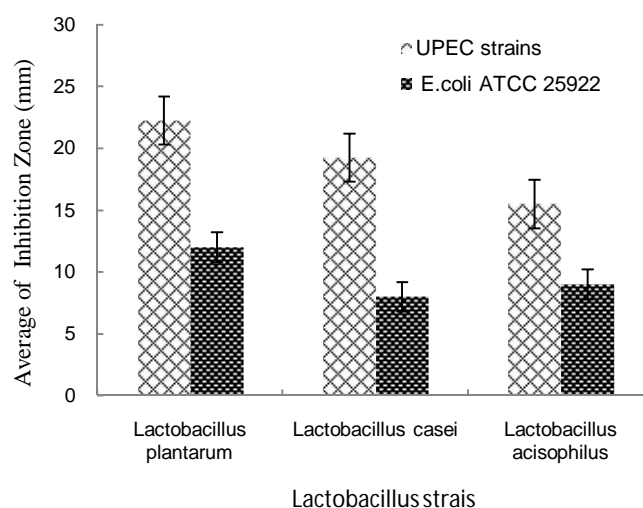 30
25
20
15
10
5
0
Average of Inhibition Zone (mm)
UPEC strains
E.coli ATCC 25922
Lactobacillus plantarum
Lactobacillus casei
Lactobacillus acisophilus
Lactobacillus strais